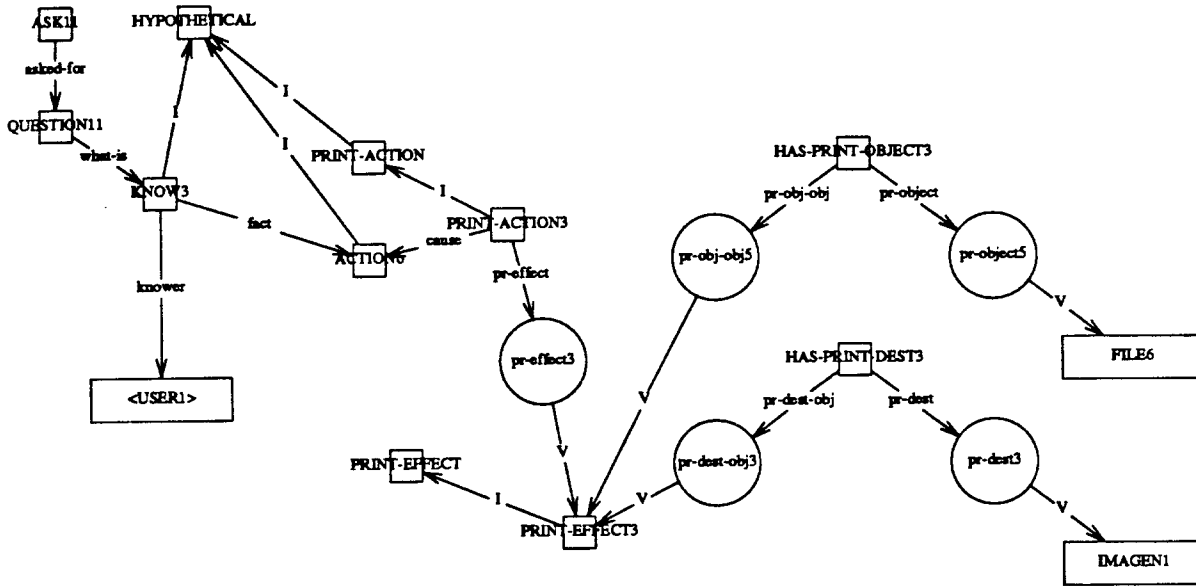 ASK11
HYPOTHETICAL
asked-for
I
I
I
QUESTION11
what-is
PRINT-ACTION
HAS-PRINT-OBJECT3
I
KNOW3
pr-obj-obj
pr-object
fact
PRINT-ACTION3
cause
ACTION6
pr-obj-obj5
pr-object5
pr-effect
knower
V
pr-effect3
HAS-PRINT-DEST3
FILE6
<USER1>
V
pr-dest-obj
pr-dest
V
PRINT-EFFECT
pr-dest-obj3
pr-dest3
I
V
V
PRINT-EFFECT3
IMAGEN1